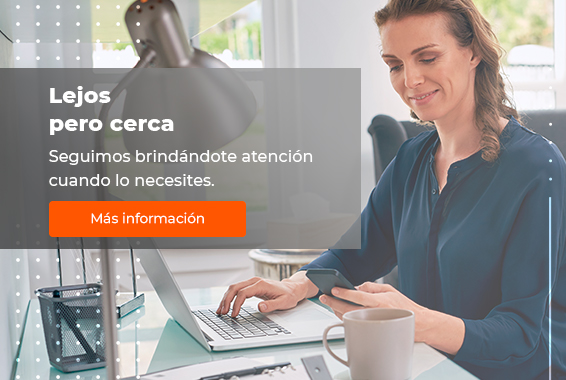 Lejos
pero cerca
Seguimos brindándote atención
cuando lo necesites.
Más información